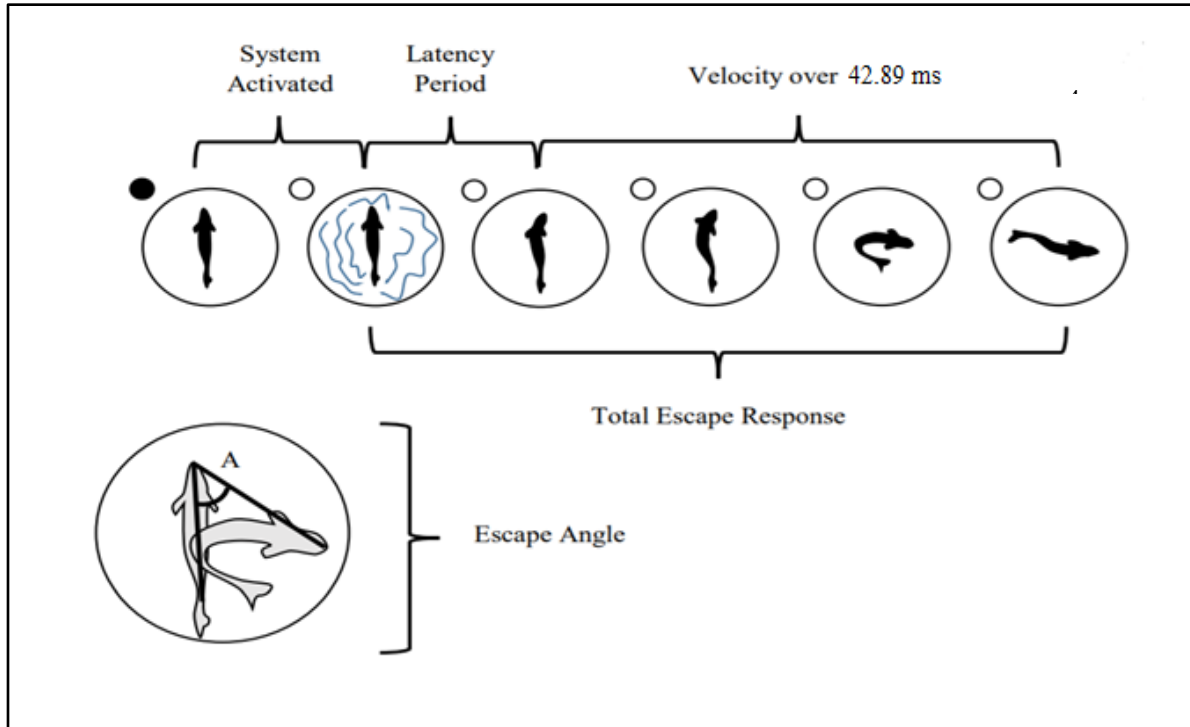 System
Activated
Latency
Period
Velocity over 42.89 ms
Total Escape Response
A
Escape Angle